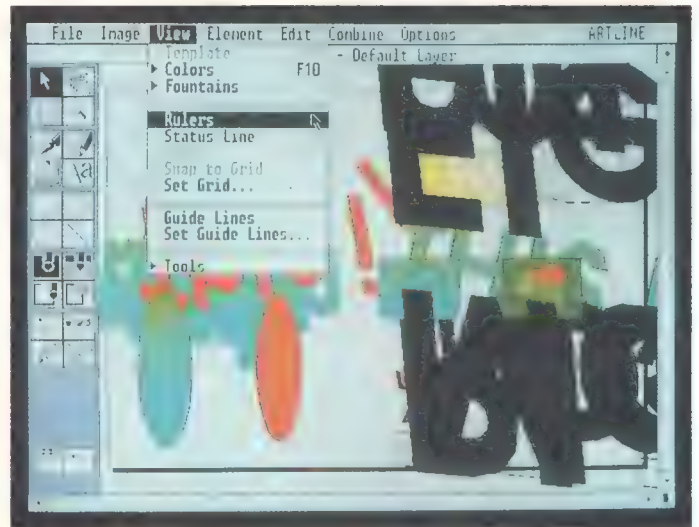 File Image View Element Edit Combine Options ARTLINE
Template - Default Layer
Colors F10
Fountains
Rulers
Status Line
Snap to Grid
Set Grid...
Guide Lines
Set Guide Lines...
Tools